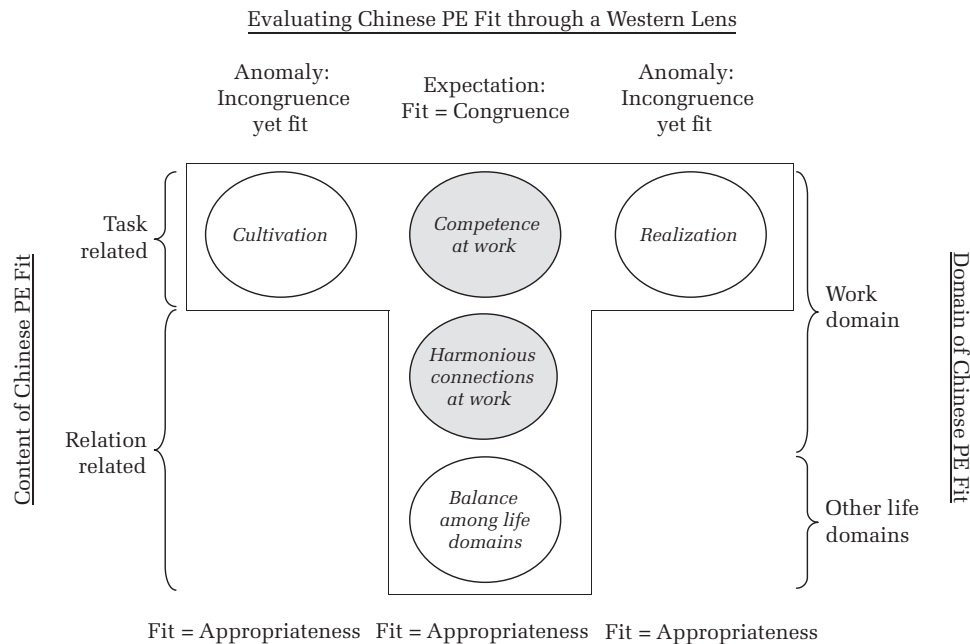 Evaluating Chinese PE Fit through a Western Lens
Anomaly:
Incongruence
yet fit
Expectation:
Fit = Congruence
Anomaly:
Incongruence
yet fit
Content of Chinese PE Fit
Task
related
Cultivation
Competence
at work
Realization
Work
domain
Domain of Chinese PE Fit
Harmonious
connections
at work
Relation
related
Balance
among life
domains
Other life
domains
Fit = Appropriateness
Fit = Appropriateness
Fit = Appropriateness